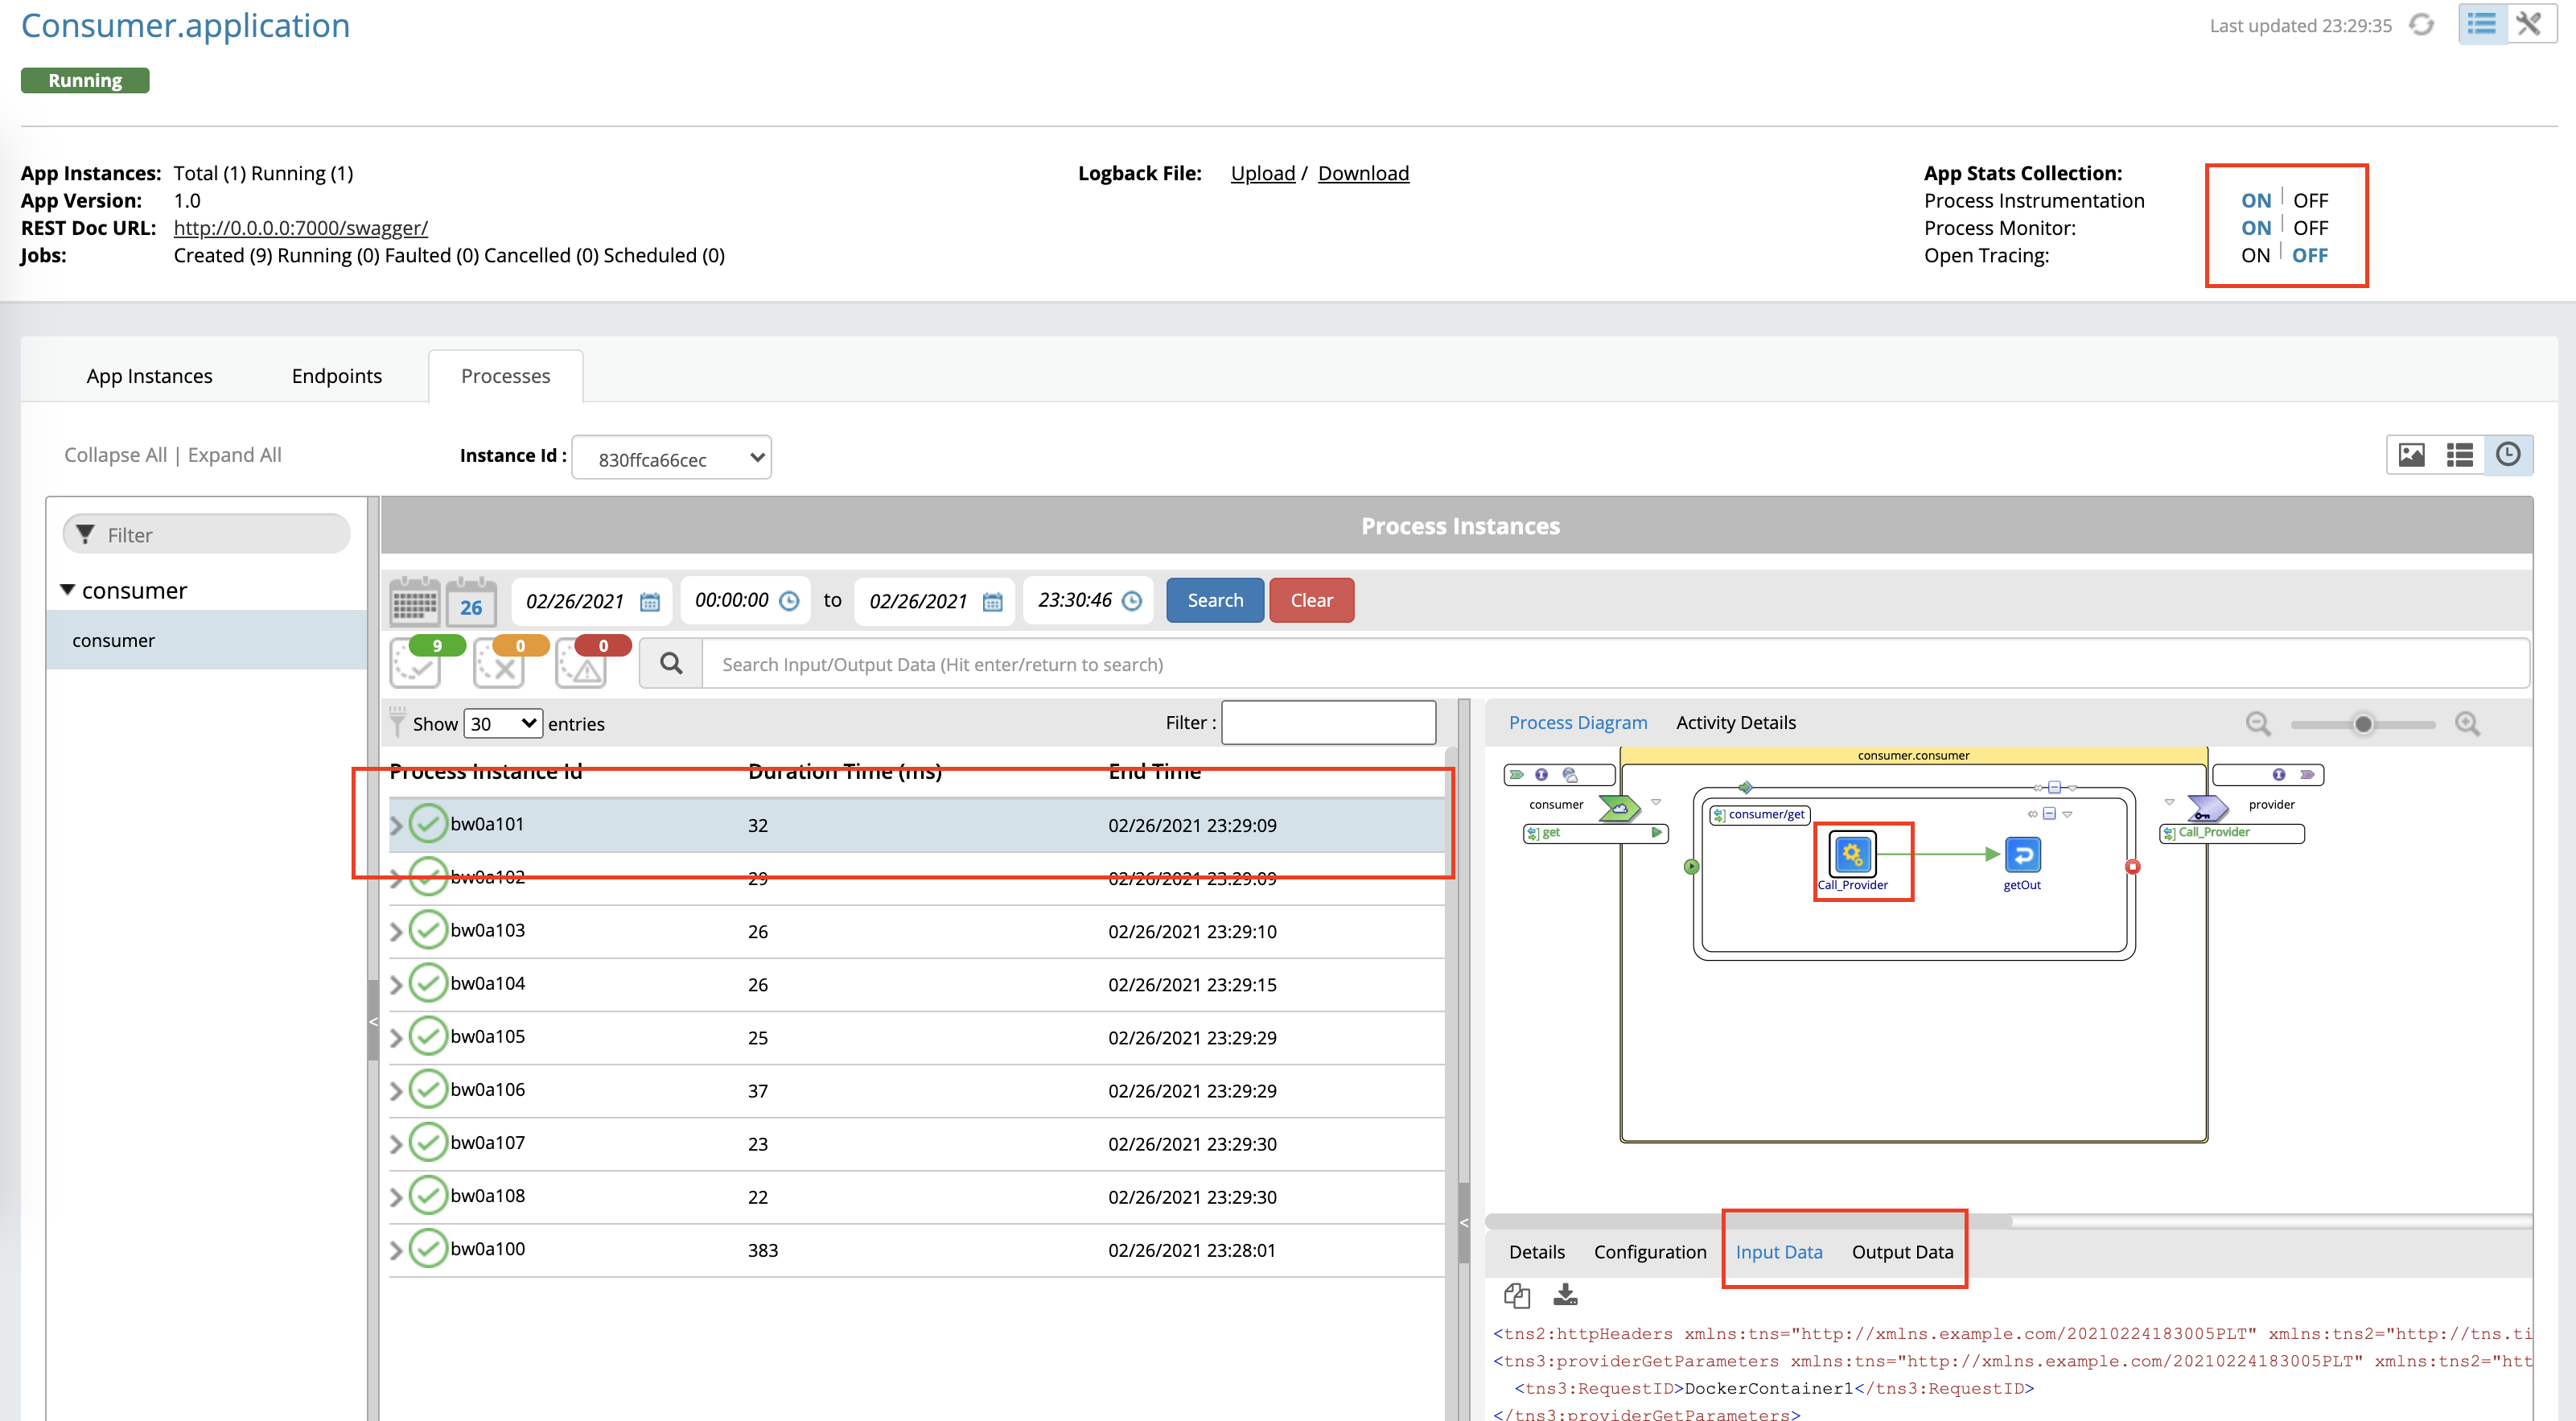 Consumer.application
Last updated 23:29:35
Running
App Instances: Total (1) Running (1)
App Version: 1.0
REST Doc URL: http://0.0.0.0:7000/swagger/
Jobs: Created (9) Running (0) Faulted (0) Cancelled (0) Scheduled (0)
Logback File: Upload / Download
App Stats Collection:
Process Instrumentation ON OFF
Process Monitor: ON OFF
Open Tracing: ON OFF
App Instances Endpoints Processes
Collapse All | Expand All
Instance Id : 830ffca66cec
Filter
consumer
consumer
Process Instances
26 02/26/2021 00:00:00 to 02/26/2021 23:30:46 Search Clear
9 0 0
Search Input/Output Data (Hit enter/return to search)
Show 30 entries Filter :
Process Instance Id Duration Time (ms) End Time
bw0a101 32 02/26/2021 23:29:09
bw0a102 29 02/26/2021 23:29:09
bw0a103 26 02/26/2021 23:29:10
bw0a104 26 02/26/2021 23:29:15
bw0a105 25 02/26/2021 23:29:29
bw0a106 37 02/26/2021 23:29:29
bw0a107 23 02/26/2021 23:29:30
bw0a108 22 02/26/2021 23:29:30
bw0a100 383 02/26/2021 23:28:01
< <
Process Diagram Activity Details
consumer.consumer
consumer
get
consumer/get
Call_Provider
getOut
provider
Call_Provider
Details Configuration Input Data Output Data
<tns2:httpHeaders xmlns:tns="http://xmlns.example.com/20210224183005PLT" xmlns:tns2="http://tns.ti
<tns3:providerGetParameters xmlns:tns="http://xmlns.example.com/20210224183005PLT" xmlns:tns2="htt
<tns3:RequestID>DockerContainer1</tns3:RequestID>
</tns3:providerGetParameters>